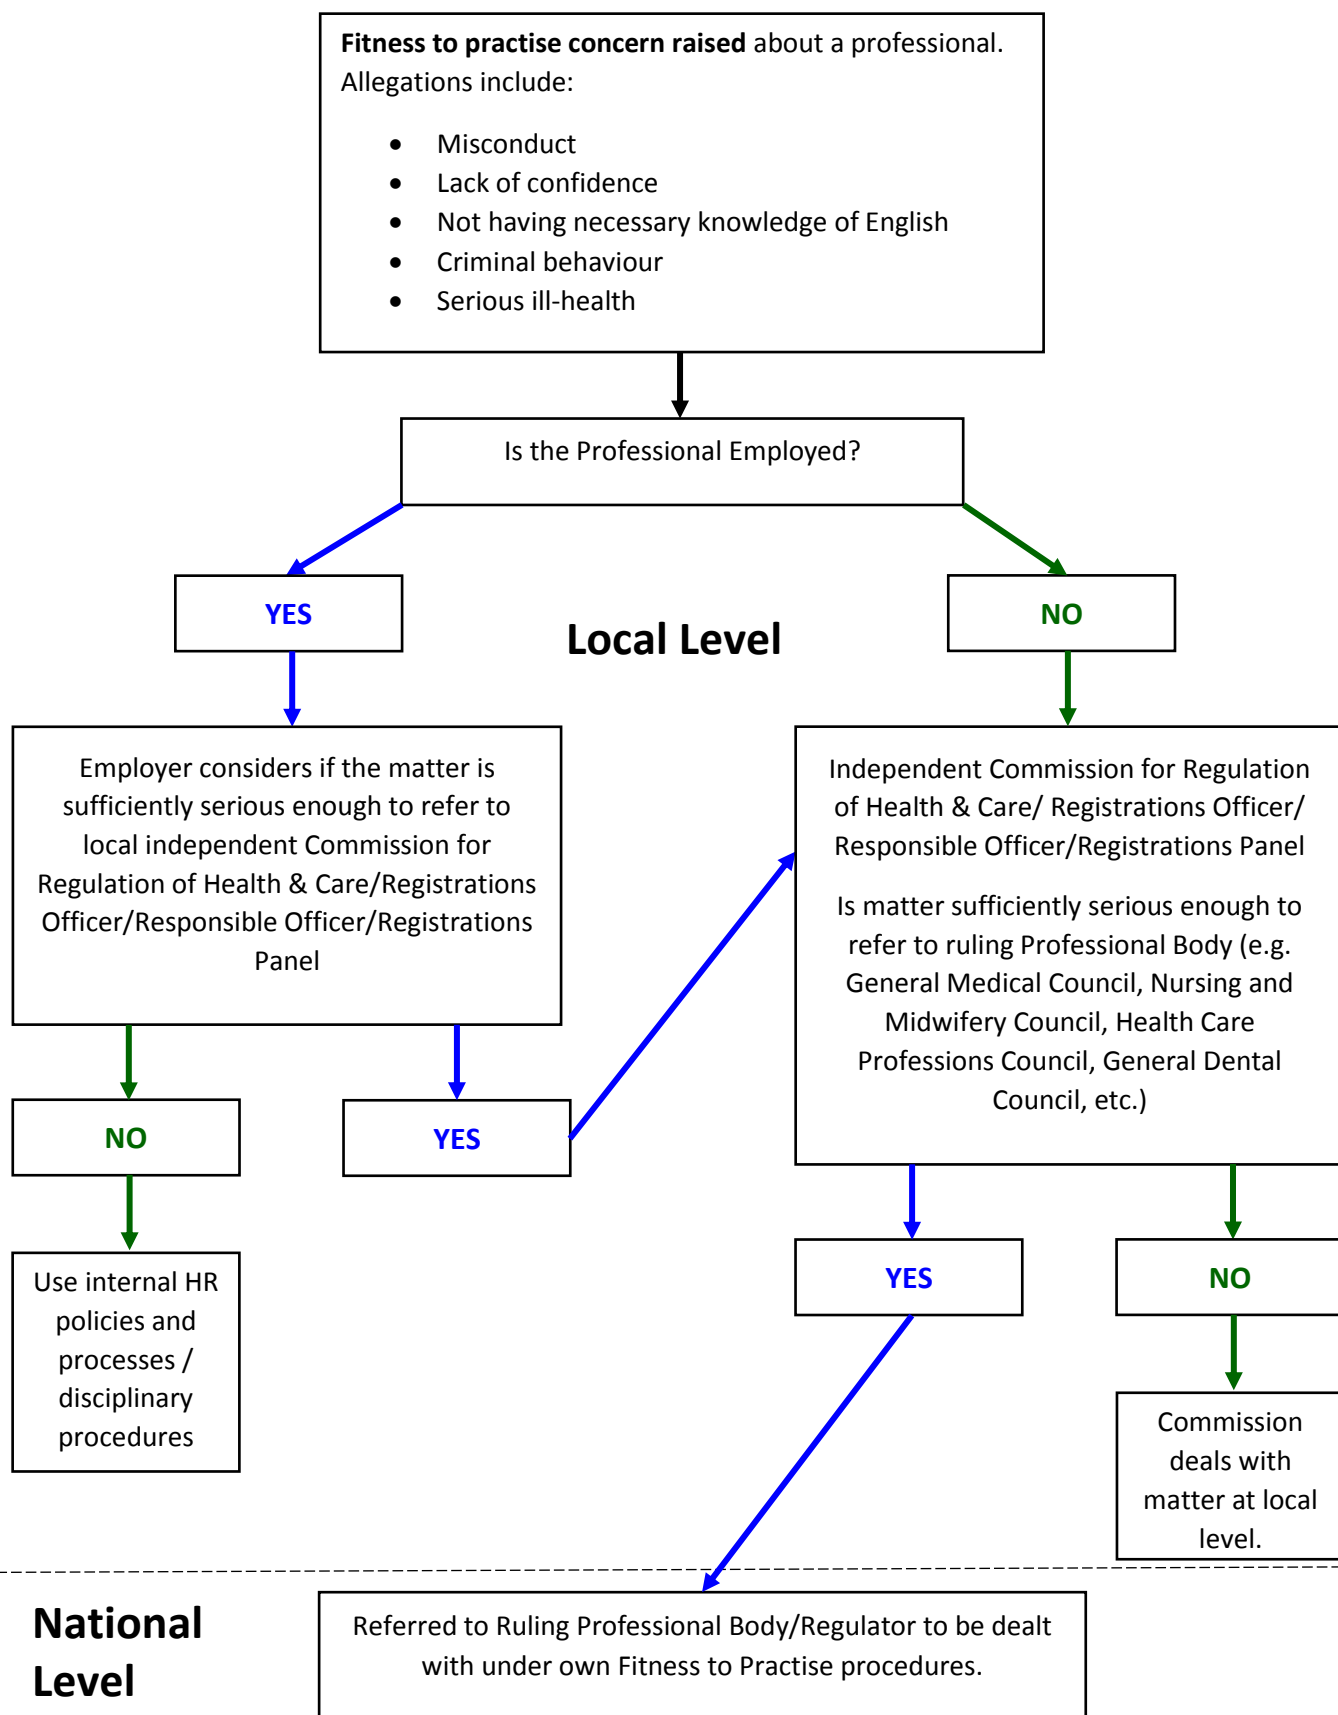 Fitness to practise concern raised about a professional.
Allegations include:
• Misconduct
• Lack of confidence
• Not having necessary knowledge of English
• Criminal behaviour
• Serious ill-health
Is the Professional Employed?
YES
NO
Local Level
Employer considers if the matter is
sufficiently serious enough to refer to
local independent Commission for
Regulation of Health & Care/Registrations
Officer/Responsible Officer/Registrations
Panel
Independent Commission for Regulation
of Health & Care/ Registrations Officer/
Responsible Officer/Registrations Panel
Is matter sufficiently serious enough to
refer to ruling Professional Body (e.g.
General Medical Council, Nursing and
Midwifery Council, Health Care
Professions Council, General Dental
Council, etc.)
NO
YES
YES
NO
Use internal HR
policies and
processes /
disciplinary
procedures
Commission
deals with
matter at local
level.
National
Level
Referred to Ruling Professional Body/Regulator to be dealt
with under own Fitness to Practise procedures.